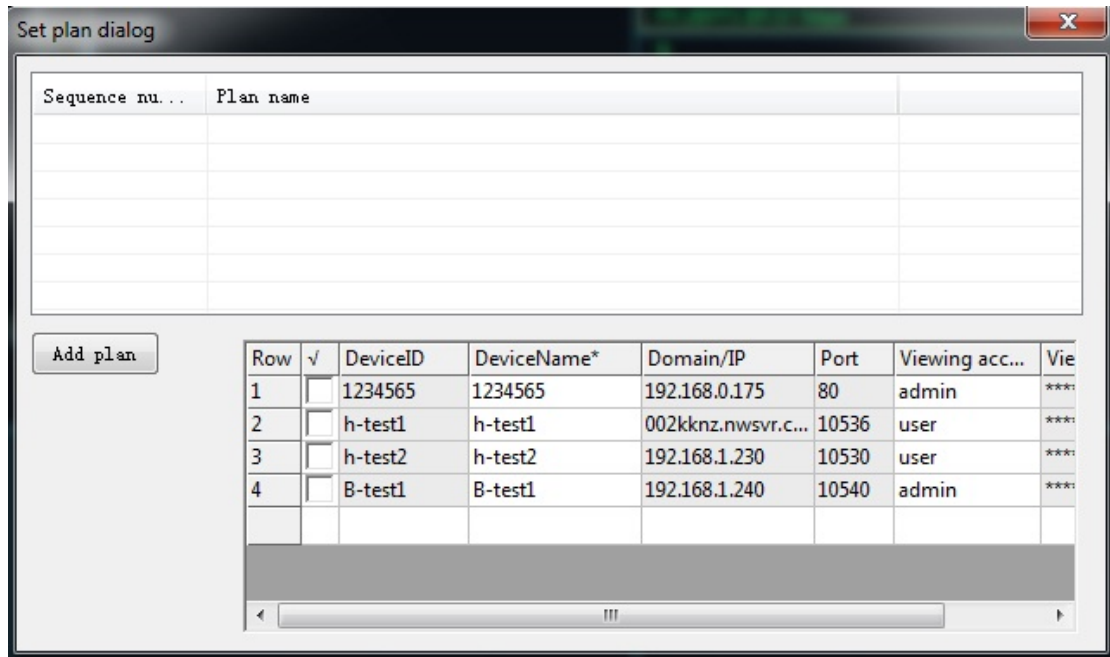 Set plan dialog
Sequence nu... Plan name
Add plan
Row √ DeviceID DeviceName* Domain/IP Port Viewing acc... Vie
1 1234565 1234565 192.168.0.175 80 admin ***
2 h-test1 h-test1 002kknz.nwsvr.c... 10536 user ***
3 h-test2 h-test2 192.168.1.230 10530 user ***
4 B-test1 B-test1 192.168.1.240 10540 admin ***